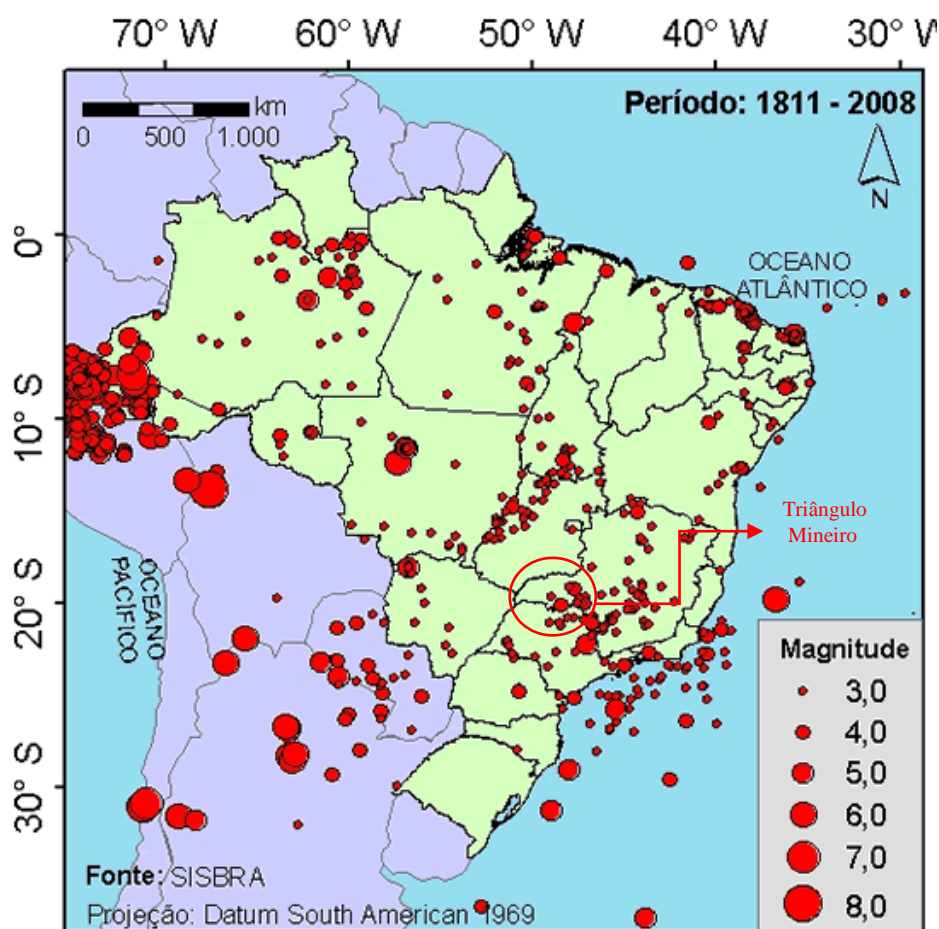 70° W 60° W 50° W 40° W 30° W
km
0 500 1.000
Período: 1811 - 2008
N
0°
OCEANO
ATLÂNTICO
10° S
Triângulo
Mineiro
OCEANO
PACÍFICO
20° S
30° S
Magnitude
3,0
4,0
5,0
6,0
7,0
8,0
Fonte: SISBRA
Projeção: Datum South American 1969